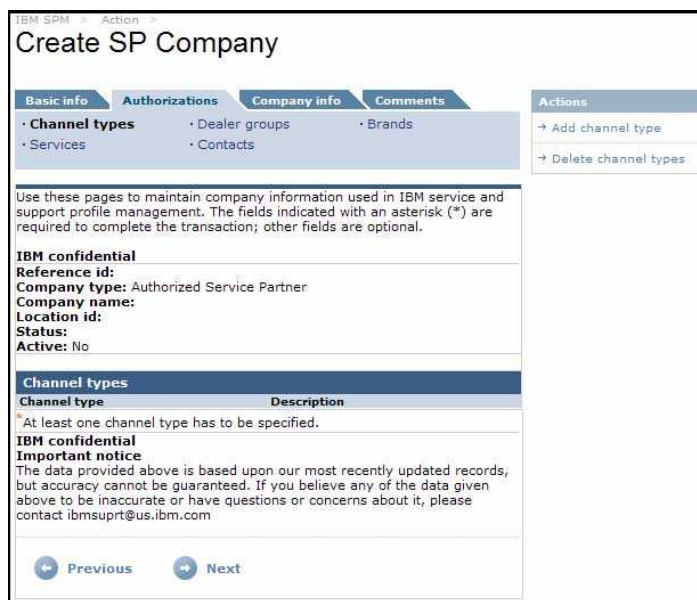 IBM SPM > Action >
Create SP Company
Basic info Authorizations Company info Comments
· Channel types · Dealer groups · Brands
· Services · Contacts
Actions
→ Add channel type
→ Delete channel types
Use these pages to maintain company information used in IBM service and
support profile management. The fields indicated with an asterisk (*) are
required to complete the transaction; other fields are optional.
IBM confidential
Reference id:
Company type: Authorized Service Partner
Company name:
Location id:
Status:
Active: No
Channel types
Channel type Description
*At least one channel type has to be specified.
IBM confidential
Important notice
The data provided above is based upon our most recently updated records,
but accuracy cannot be guaranteed. If you believe any of the data given
above to be inaccurate or have questions or concerns about it, please
contact ibmsuprt@us.ibm.com
Previous Next